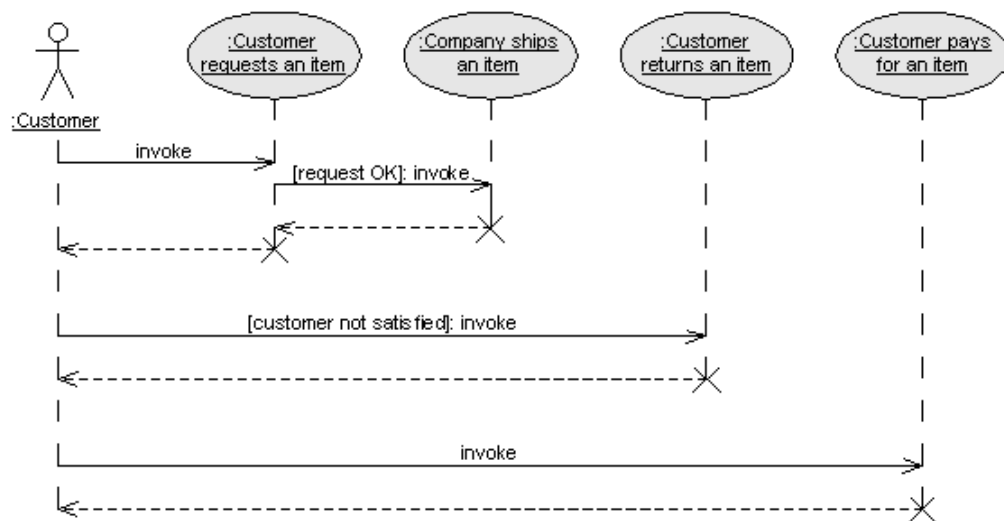 :Customer
requests an item
:Company ships
an item
:Customer
returns an item
:Customer pays
for an item
:Customer
invoke
[request OK]: invoke
[customer not satisfied]: invoke
invoke